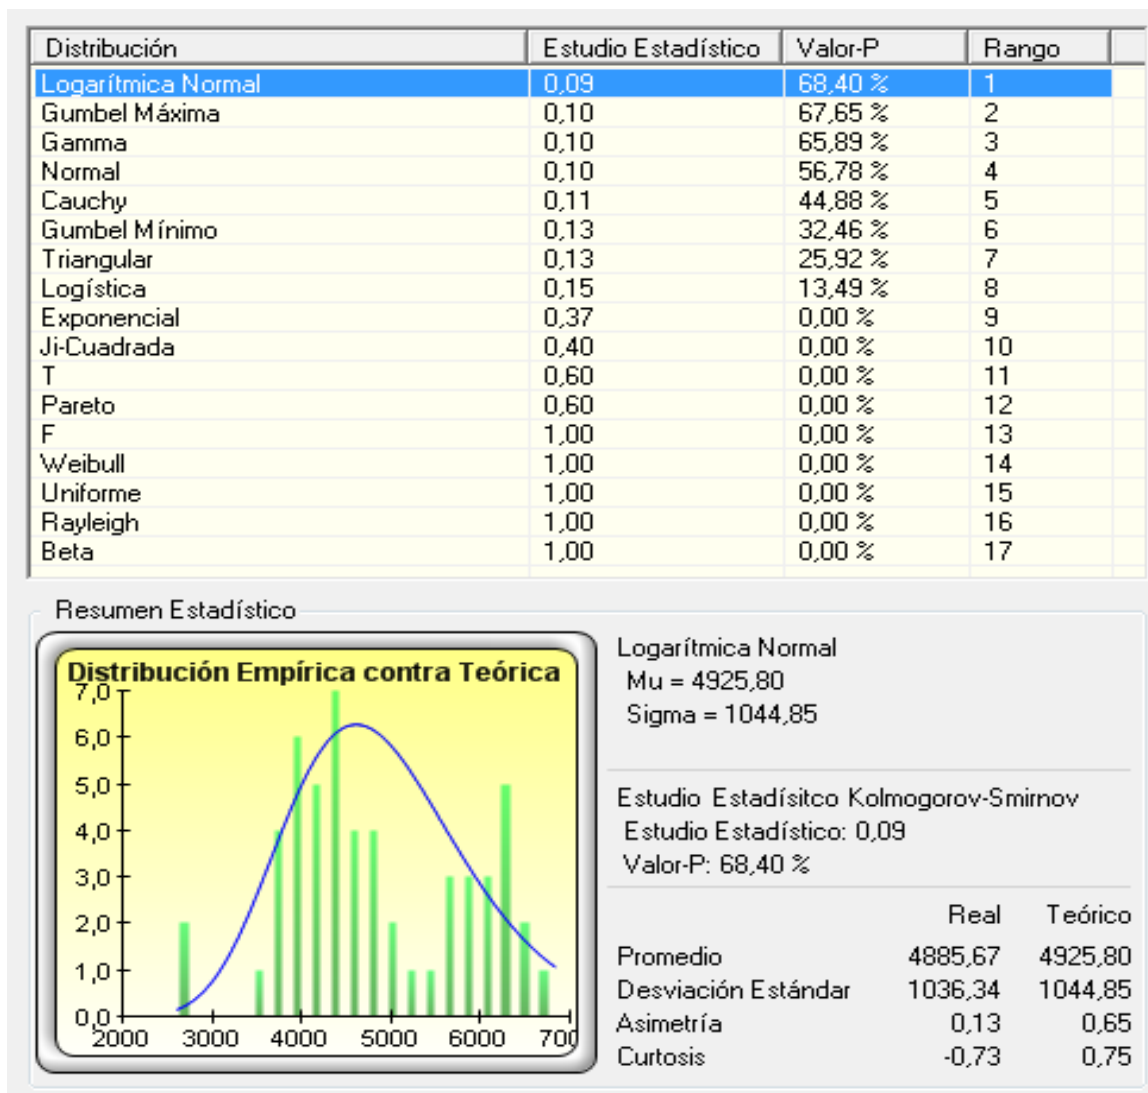 Distribución Estudio Estadístico Valor-P Rango
Logarítmica Normal 0,09 68,40 % 1
Gumbel Máxima 0,10 67,65 % 2
Gamma 0,10 65,89 % 3
Normal 0,10 56,78 % 4
Cauchy 0,11 44,88 % 5
Gumbel Mínimo 0,13 32,46 % 6
Triangular 0,13 25,92 % 7
Logística 0,15 13,49 % 8
Exponencial 0,37 0,00 % 9
Ji-Cuadrada 0,40 0,00 % 10
T 0,60 0,00 % 11
Pareto 0,60 0,00 % 12
F 1,00 0,00 % 13
Weibull 1,00 0,00 % 14
Uniforme 1,00 0,00 % 15
Rayleigh 1,00 0,00 % 16
Beta 1,00 0,00 % 17
Resumen Estadístico
Distribución Empírica contra Teórica
7,0
6,0
5,0
4,0
3,0
2,0
1,0
0,0
2000 3000 4000 5000 6000 700
Logarítmica Normal
Mu = 4925,80
Sigma = 1044,85
Estudio Estadísitco Kolmogorov-Smirnov
Estudio Estadístico: 0,09
Valor-P: 68,40 %
Real Teórico
Promedio 4885,67 4925,80
Desviación Estándar 1036,34 1044,85
Asimetría 0,13 0,65
Curtosis -0,73 0,75